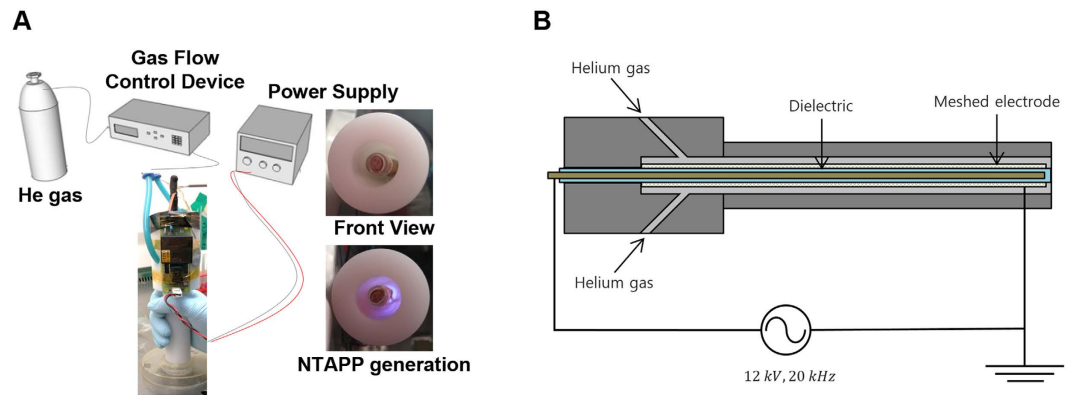 A
Gas Flow
Control Device
Power Supply
He gas
Front View
NTAPP generation
B
Helium gas
Dielectric
Meshed electrode
Helium gas
12 kV, 20 kHz